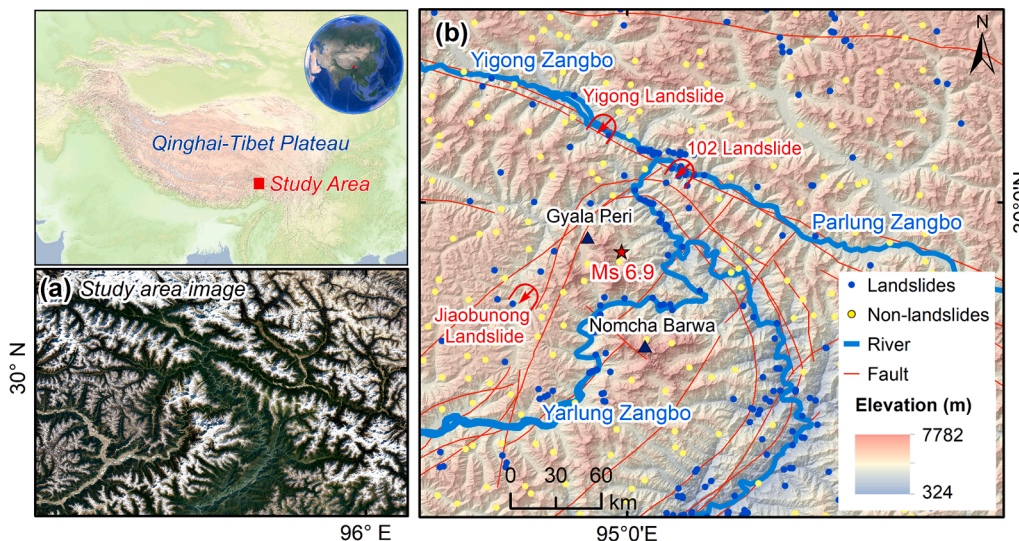 Qinghai-Tibet Plateau
Study Area
(a) Study area image
30° N
96° E
(b)
N
Yigong Zangbo
Yigong Landslide
102 Landslide
Gyala Peri
Parlung Zangbo
Ms 6.9
Jiaobunong
Landslide
Nomcha Barwa
Yarlung Zangbo
0 30 60
km
95°0'E
30°0'N
Landslides
Non-landslides
River
Fault
Elevation (m)
7782
324